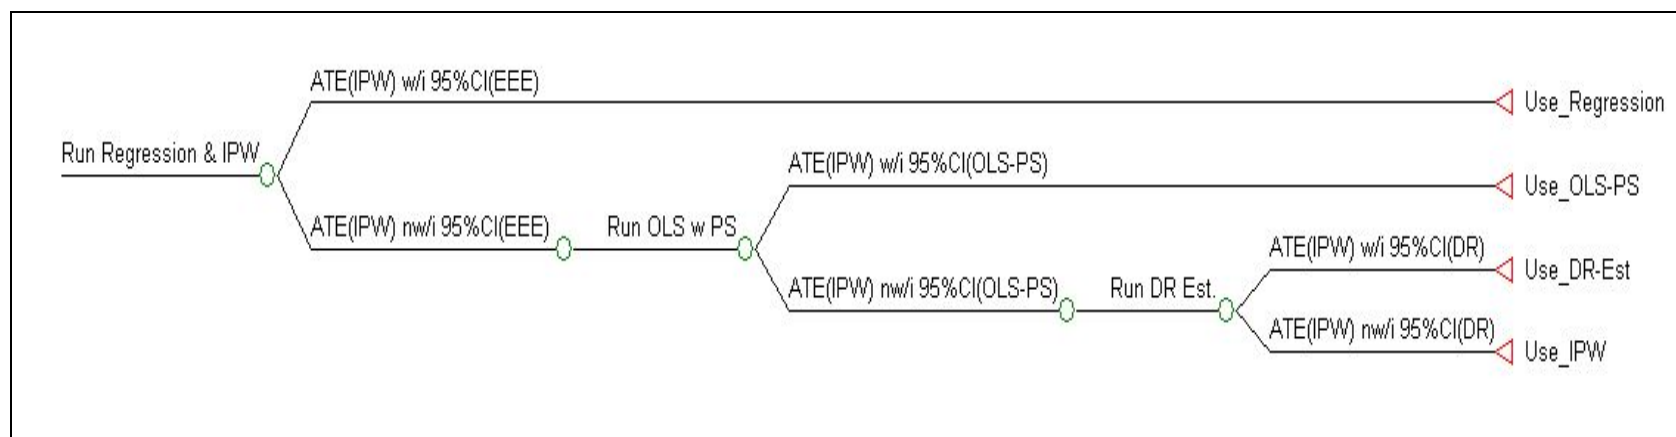 ATE(IPW) w/i 95%CI(EEE)
Use_Regression
Run Regression & IPW
ATE(IPW) w/i 95%CI(OLS-PS)
Use_OLS-PS
ATE(IPW) nw/i 95%CI(EEE)
Run OLS w PS
ATE(IPW) w/i 95%CI(DR)
Use_DR-Est
ATE(IPW) nw/i 95%CI(OLS-PS)
Run DR Est.
ATE(IPW) nw/i 95%CI(DR)
Use_IPW